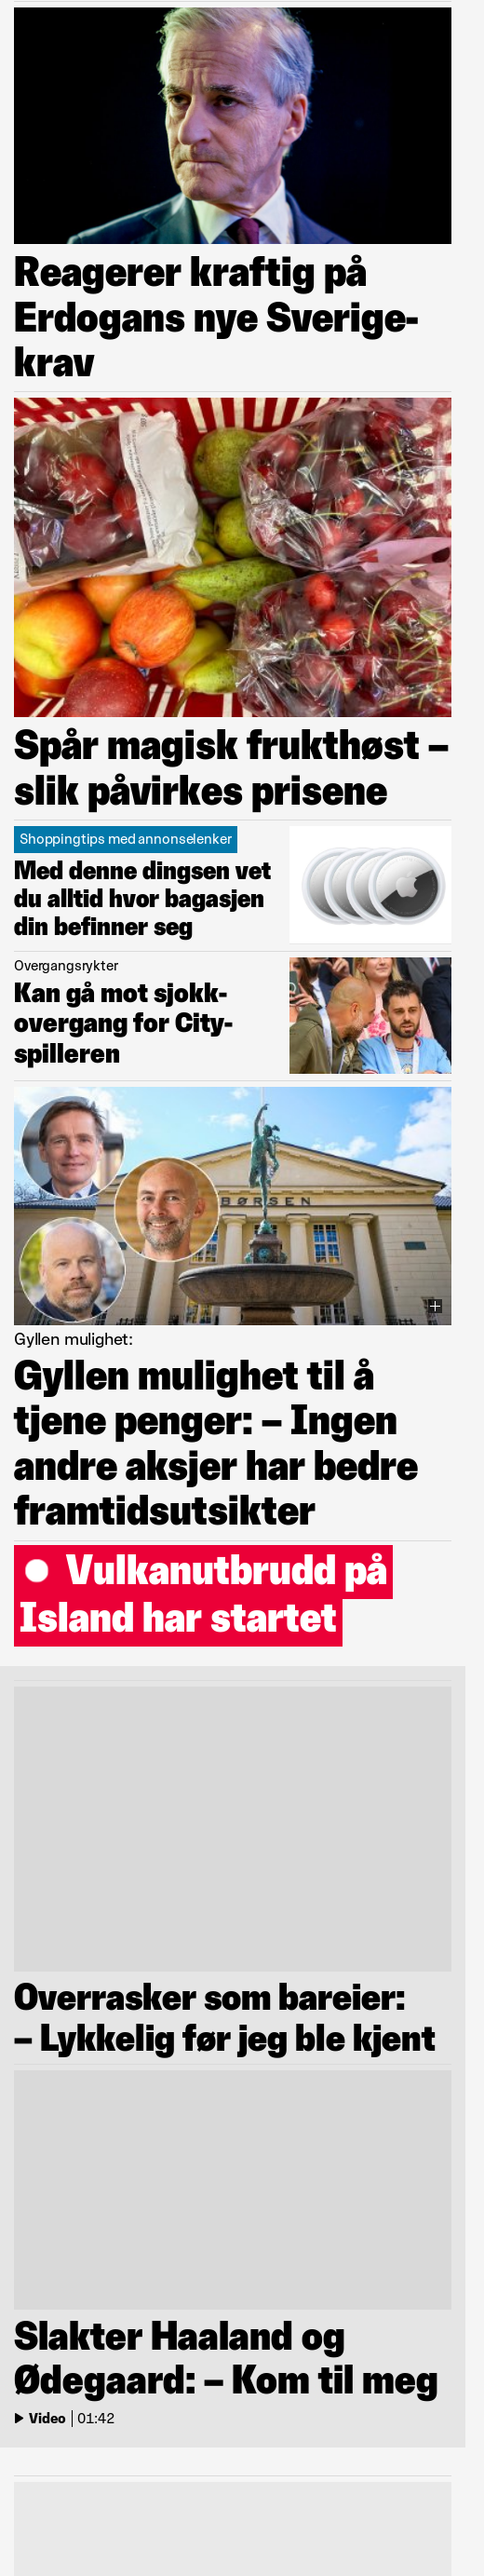 Reagerer kraftig på
Erdogans nye Sverige-
krav
Spår magisk frukthøst –
slik påvirkes prisene
Shoppingtips med annonselenker
Med denne dingsen vet
du alltid hvor bagasjen
din befinner seg
Overgangsrykter
Kan gå mot sjokk-
overgang for City-
spilleren
BØRSEN
Gyllen mulighet:
Gyllen mulighet til å
tjene penger: – Ingen
andre aksjer har bedre
framtidsutsikter
Vulkanutbrudd på
Island har startet
Overrasker som bareier:
– Lykkelig før jeg ble kjent
Slakter Haaland og
Ødegaard: – Kom til meg
Video | 01:42